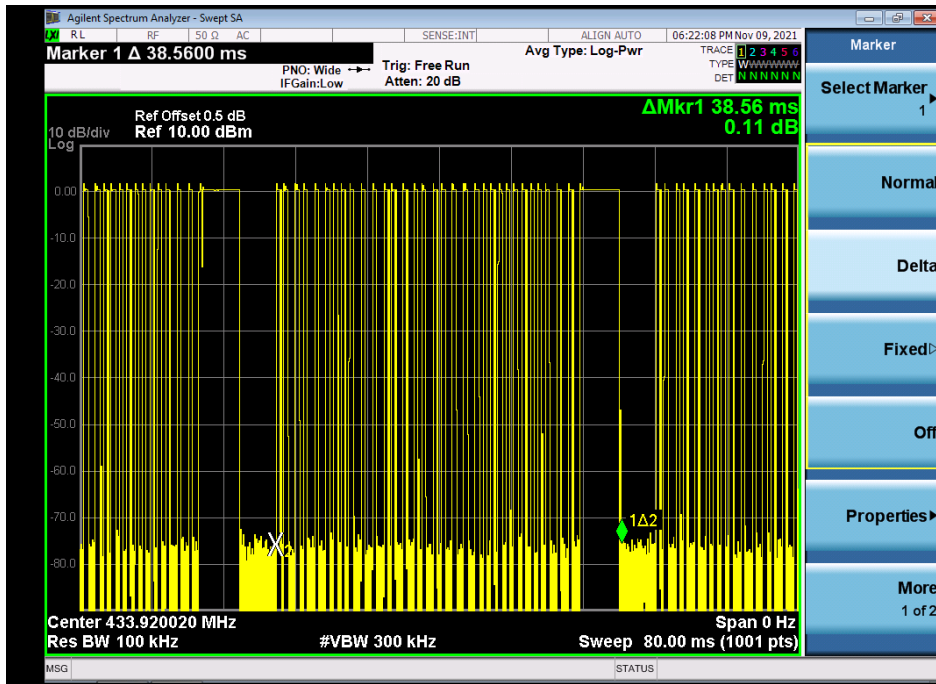 Agilent Spectrum Analyzer - Swept SA
LXI RL RF 50 Ω AC SENSE:INT ALIGN AUTO 06:22:08 PM Nov 09, 2021
Marker 1 Δ 38.5600 ms
PNO: Wide
IFGain:Low
Trig: Free Run
Atten: 20 dB
Avg Type: Log-Pwr
TRACE 1 2 3 4 5 6
TYPE WWWWWW
DET N N N N N N
Marker
Select Marker
1
Normal
Delta
Fixed
Off
Properties
More
1 of 2
ΔMkr1 38.56 ms
0.11 dB
Ref Offset 0.5 dB
10 dB/div Ref 10.00 dBm
Log
0.00
-10.0
-20.0
-30.0
-40.0
-50.0
-60.0
-70.0
-80.0
1Δ2
2
Center 433.920020 MHz Span 0 Hz
Res BW 100 kHz #VBW 300 kHz Sweep 80.00 ms (1001 pts)
MSG STATUS